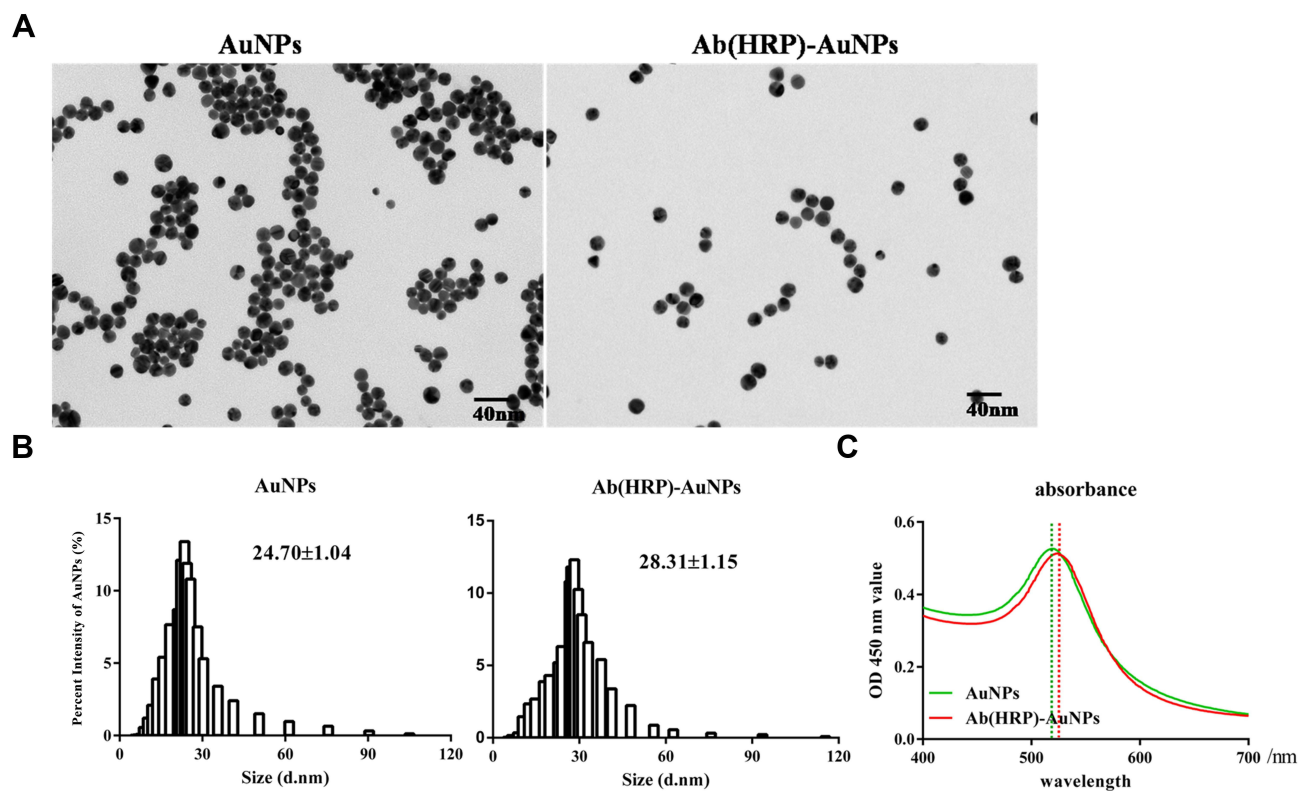 A
AuNPs
Ab(HRP)-AuNPs
40nm
40nm
B
C
AuNPs
24.70±1.04
Percent Intensity of AuNPs (%)
15
10
5
0
0 30 60 90 120
Size (d.nm)
Ab(HRP)-AuNPs
28.31±1.15
15
10
5
0
0 30 60 90 120
Size (d.nm)
absorbance
OD 450 nm value
0.6
0.4
0.2
0.0
AuNPs
Ab(HRP)-AuNPs
400 500 600 700 /nm
wavelength